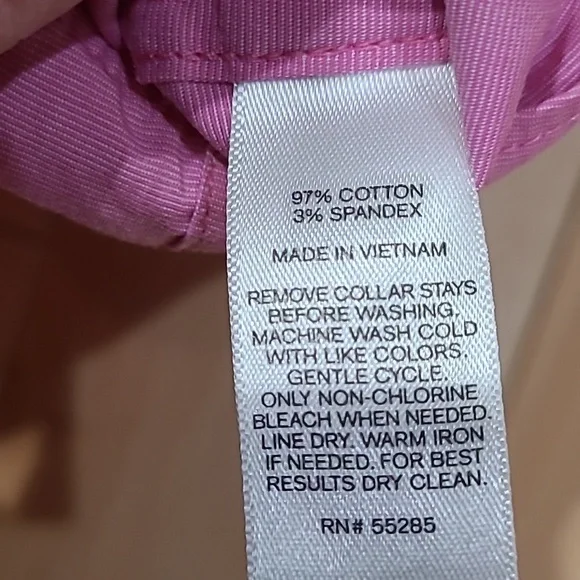 97% COTTON
3% SPANDEX
MADE IN VIETNAM
REMOVE COLLAR STAYS
BEFORE WASHING.
MACHINE WASH COLD
WITH LIKE COLORS.
GENTLE CYCLE.
ONLY NON-CHLORINE
BLEACH WHEN NEEDED.
LINE DRY. WARM IRON
IF NEEDED. FOR BEST
RESULTS DRY CLEAN.
RN# 55285